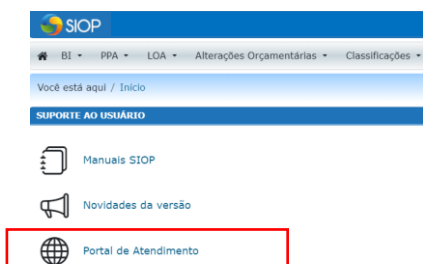 SIOP
BI PPA LOA Alterações Orçamentárias Classificações
Você está aqui / Início
SUPORTE AO USUÁRIO
Manuais SIOP
Novidades da versão
Portal de Atendimento